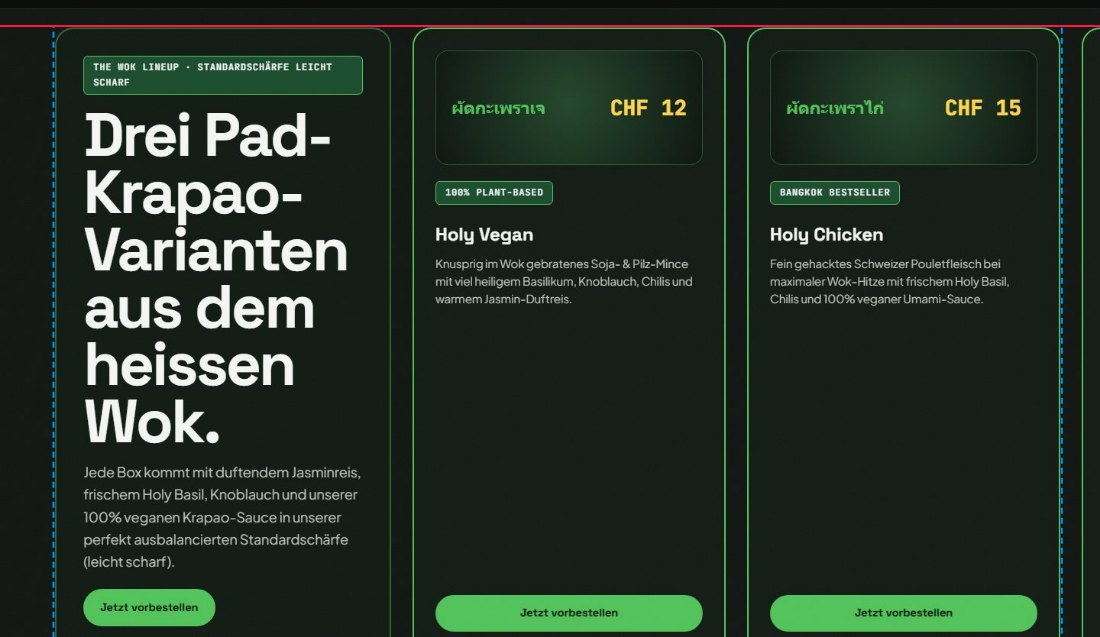 THE WOK LINEUP · STANDARDSCHÄRFE LEICHT
SCHARF
Drei Pad-
Krapao-
Varianten
aus dem
heissen
Wok.
Jede Box kommt mit duftendem Jasminreis,
frischem Holy Basil, Knoblauch und unserer
100% veganen Krapao-Sauce in unserer
perfekt ausbalancierten Standardschärfe
(leicht scharf).
Jetzt vorbestellen
ผัดกะเพราเจ
CHF 12
100% PLANT-BASED
Holy Vegan
Knusprig im Wok gebratenes Soja- & Pilz-Mince
mit viel heiligem Basilikum, Knoblauch, Chilis und
warmem Jasmin-Duftreis.
Jetzt vorbestellen
ผัดกะเพราไก่
CHF 15
BANGKOK BESTSELLER
Holy Chicken
Fein gehacktes Schweizer Pouletfleisch bei
maximaler Wok-Hitze mit frischem Holy Basil,
Chilis und 100% veganer Umami-Sauce.
Jetzt vorbestellen